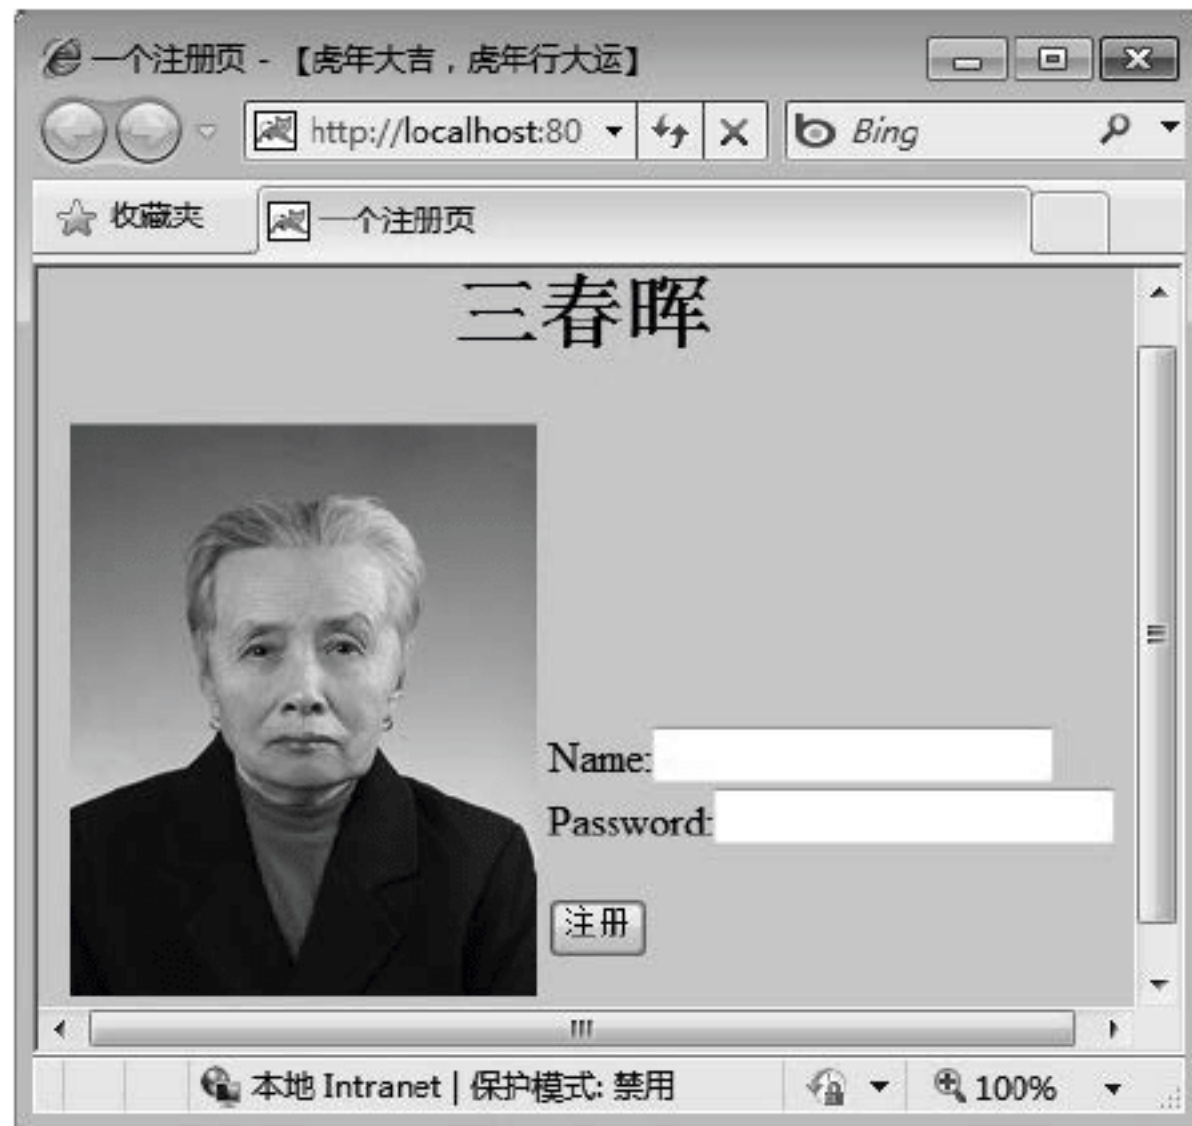 一个注册页 - 【虎年大吉，虎年行大运】
http://localhost:80 Bing
收藏夹 一个注册页
三春晖
Name:
Password:
注册
本地 Intranet | 保护模式: 禁用 100%